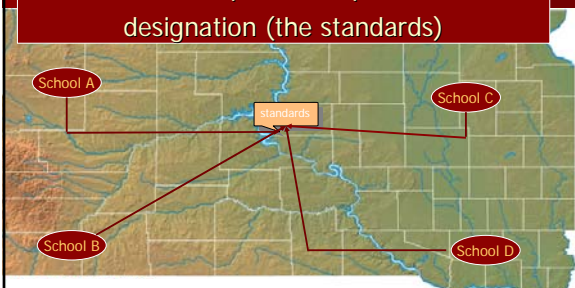 designation (the standards)
School A
School C
standards
School B
School D